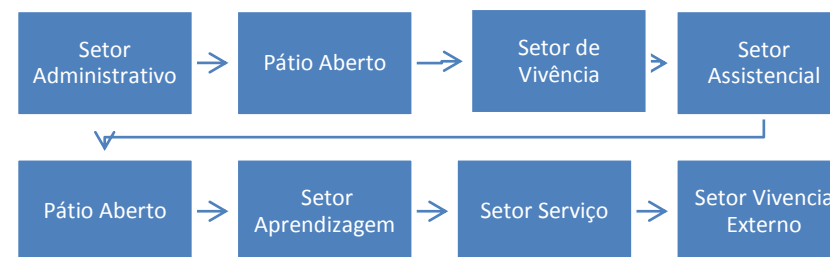 Setor
Administrativo
Pátio Aberto
Setor de
Vivência
Setor
Assistencial
Pátio Aberto
Setor
Aprendizagem
Setor Serviço
Setor Vivencia
Externo